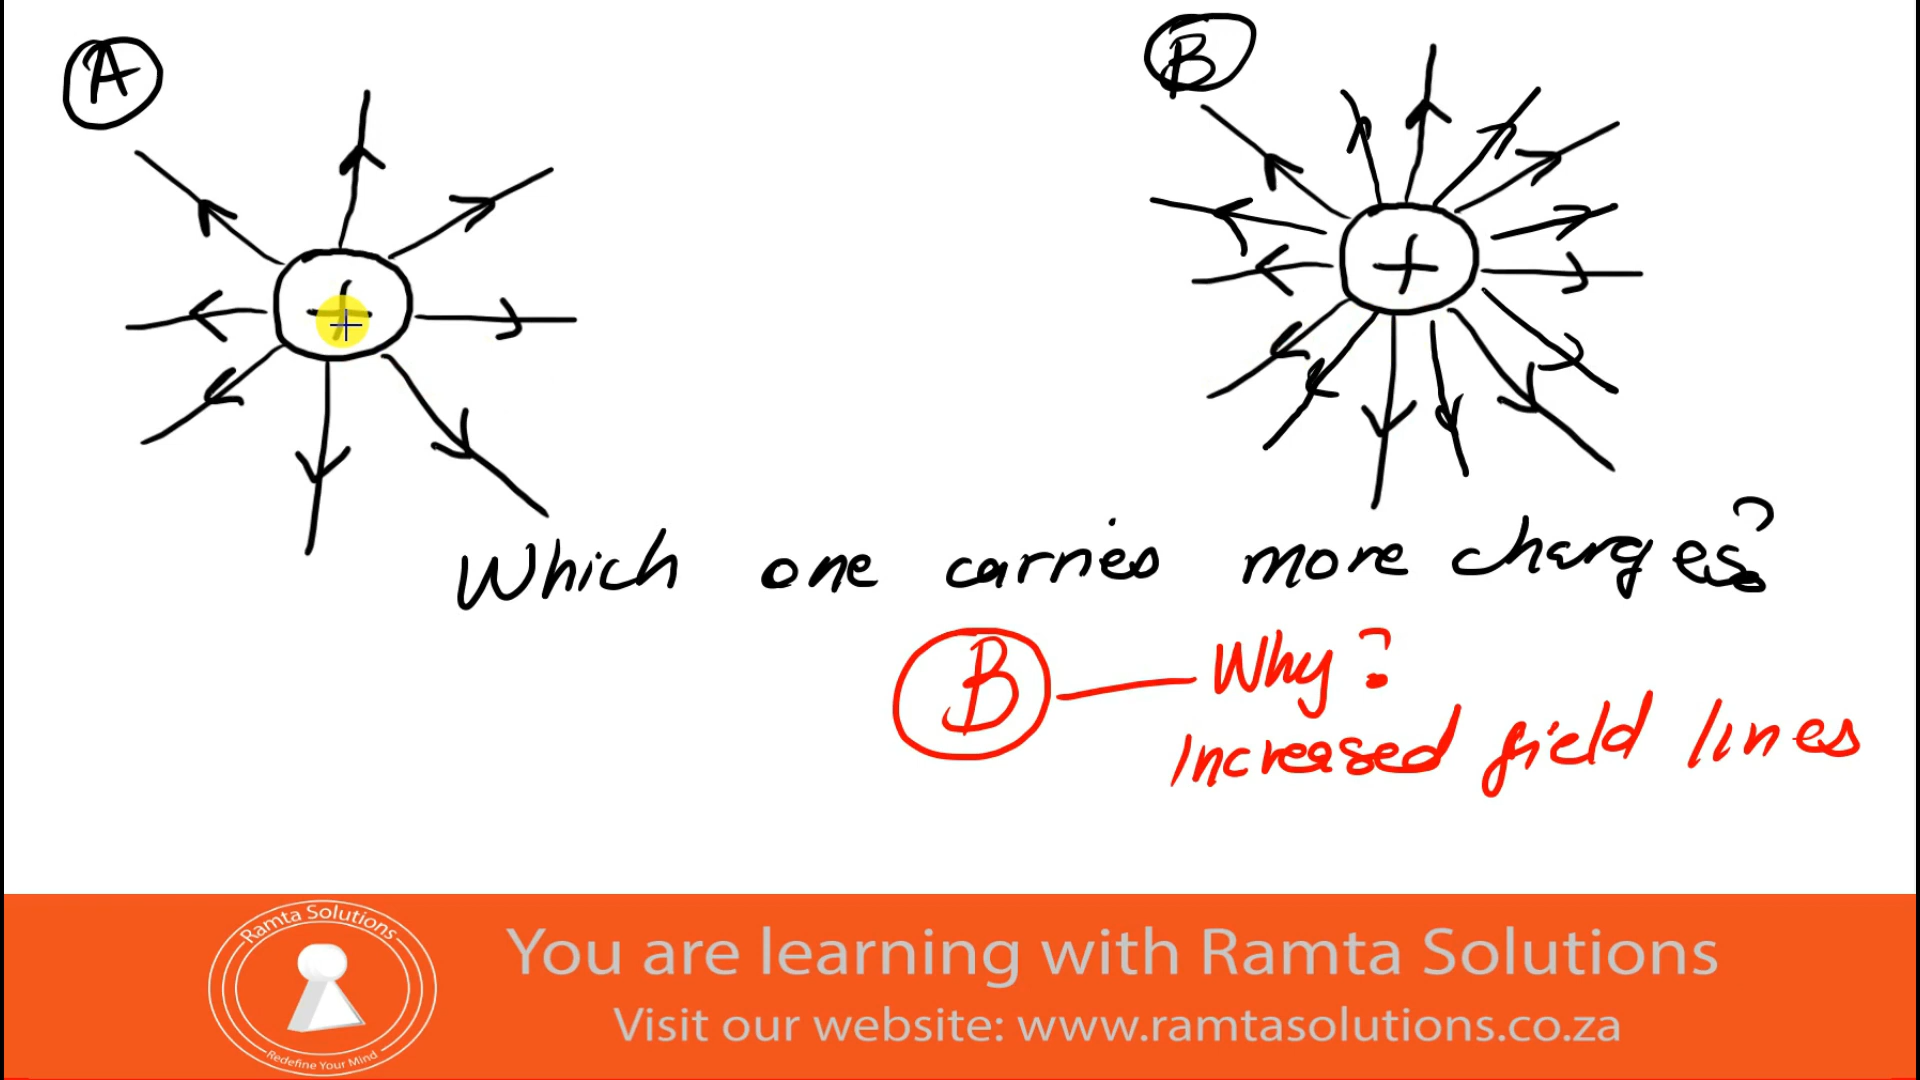 A
B
+
+
Which one carries more charges?
B — Why?
Increased field lines
Ramta Solutions
Redefine Your Mind
You are learning with Ramta Solutions
Visit our website: www.ramtasolutions.co.za